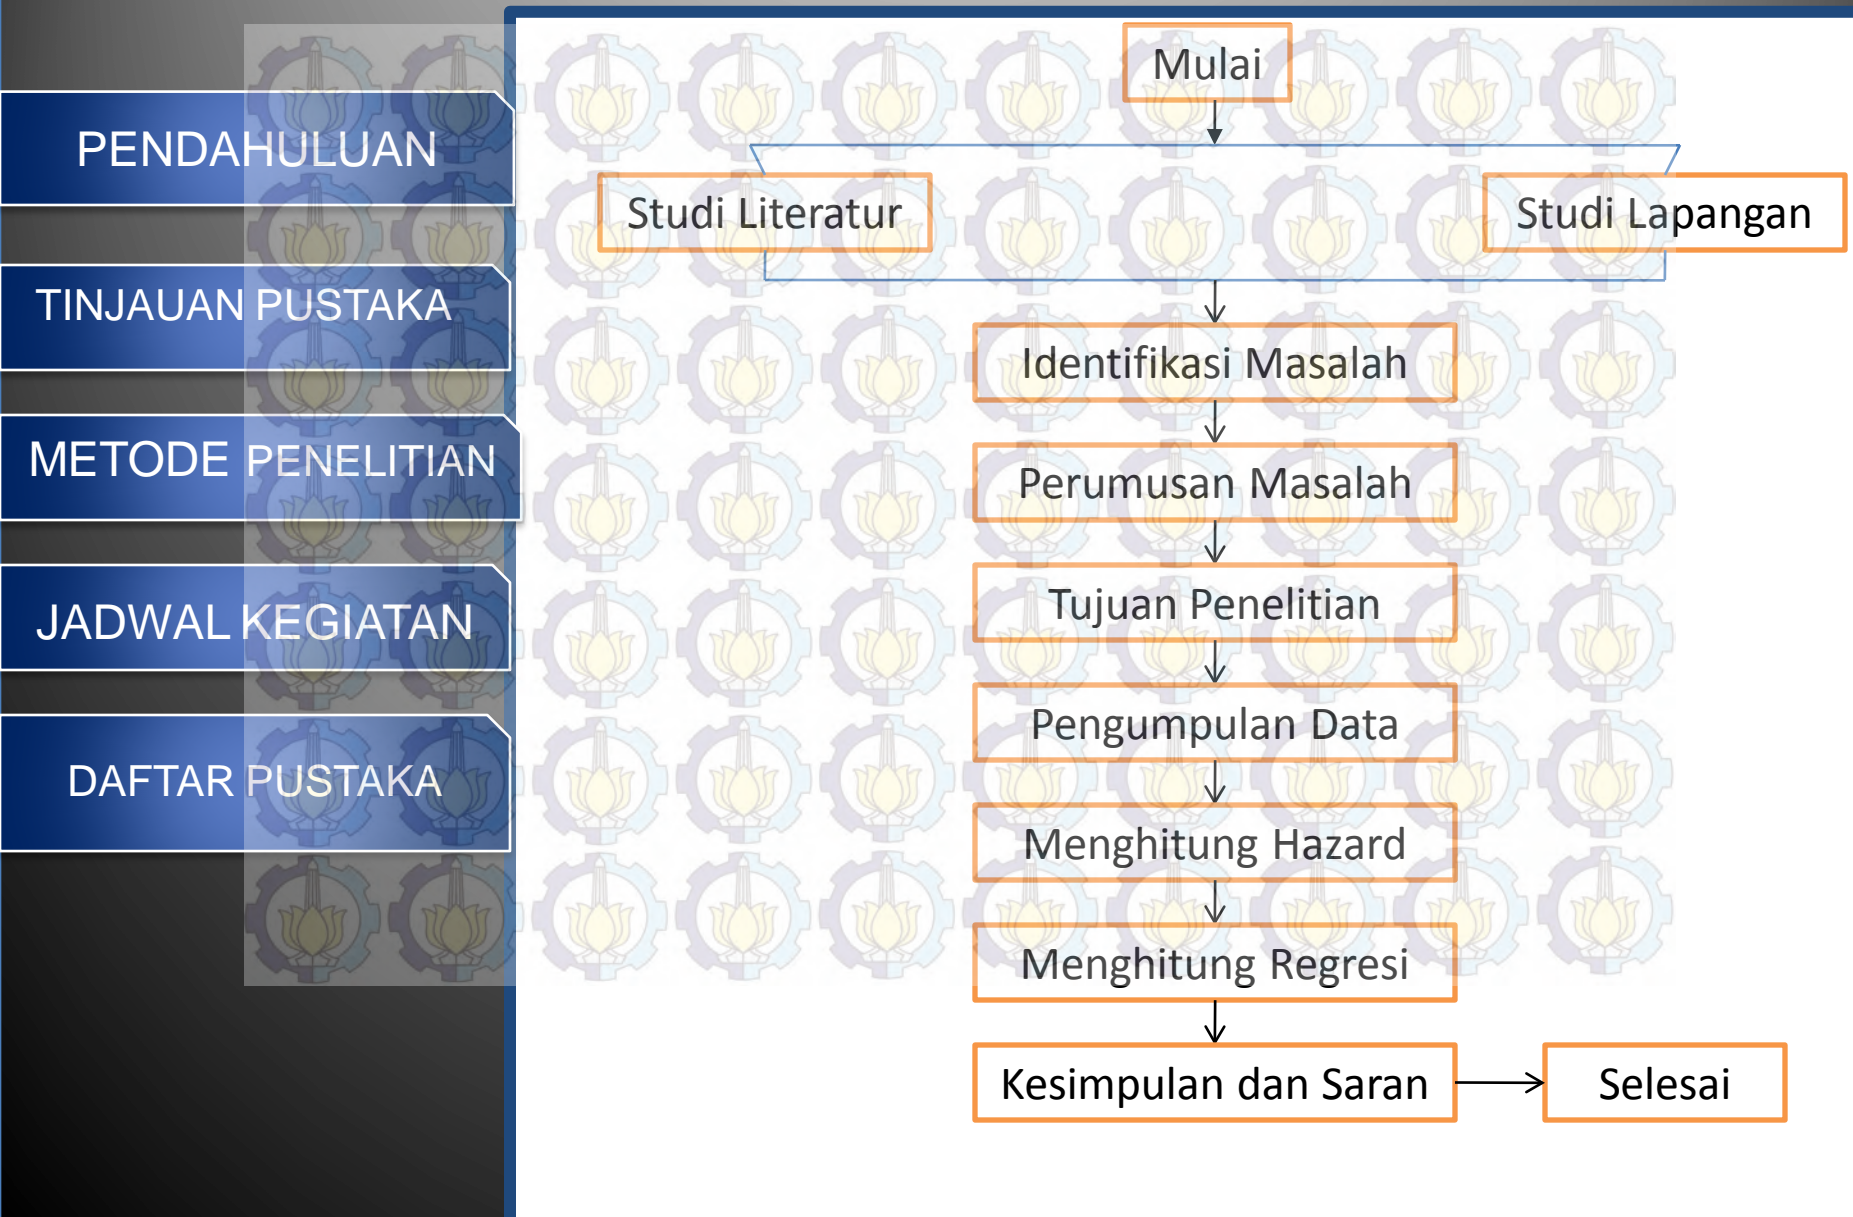 PENDAHULUAN
TINJAUAN PUSTAKA
METODE PENELITIAN
JADWAL KEGIATAN
DAFTAR PUSTAKA
Mulai
Studi Literatur
Studi Lapangan
Identifikasi Masalah
Perumusan Masalah
Tujuan Penelitian
Pengumpulan Data
Menghitung Hazard
Menghitung Regresi
Kesimpulan dan Saran
Selesai